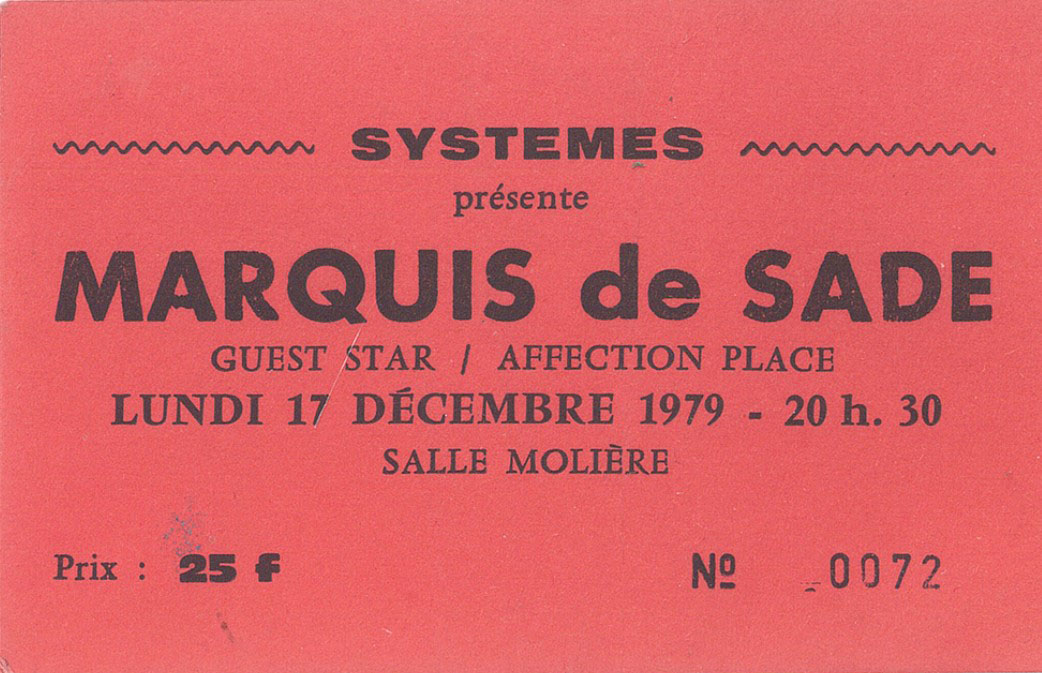 SYSTEMES
présente
MARQUIS de SADE
GUEST STAR / AFFECTION PLACE
LUNDI 17 DÉCEMBRE 1979 - 20 h. 30
SALLE MOLIÈRE
Prix : 25 f Nº 0072